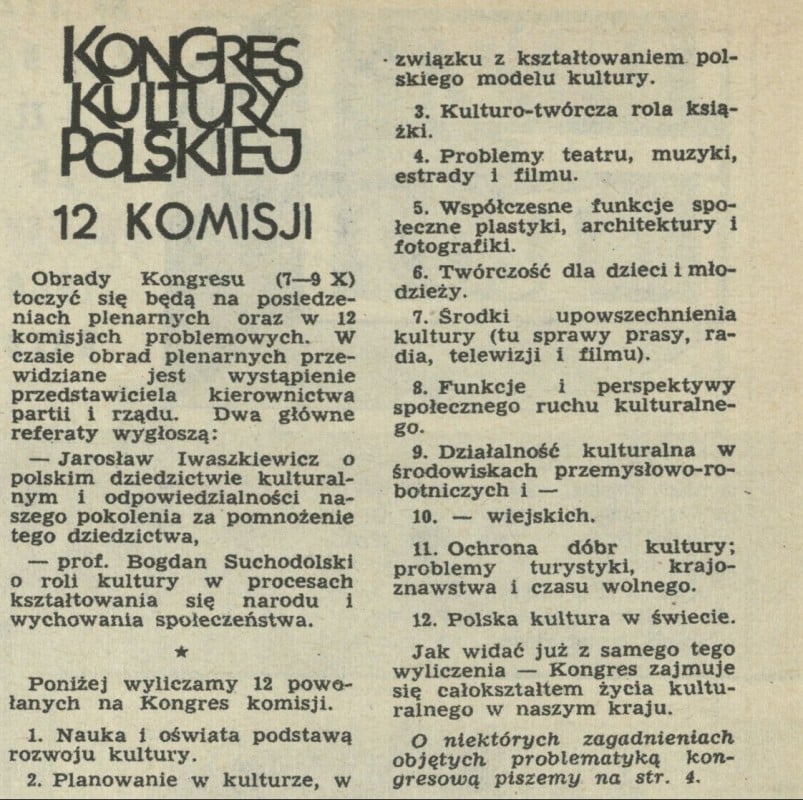 KONGRES
KULTURY
POLSKIEJ
12 KOMISJI
Obrady Kongresu (7—9 X)
toczyć się będą na posiedze-
niach plenarnych oraz w 12
komisjach problemowych. W
czasie obrad plenarnych prze-
widziane jest wystąpienie
przedstawiciela kierownictwa
partii i rządu. Dwa główne
referaty wygłoszą:
— Jarosław Iwaszkiewicz o
polskim dziedzictwie kultural-
nym i odpowiedzialności na-
szego pokolenia za pomnożenie
tego dziedzictwa,
— prof. Bogdan Suchodolski
o roli kultury w procesach
kształtowania się narodu i
wychowania społeczeństwa.
★
Poniżej wyliczamy 12 powo-
łanych na Kongres komisji.
1. Nauka i oświata podstawą
rozwoju kultury.
2. Planowanie w kulturze, w
związku z kształtowaniem pol-
skiego modelu kultury.
3. Kulturo-twórcza rola ksią-
żki.
4. Problemy teatru, muzyki,
estrady i filmu.
5. Współczesne funkcje spo-
łeczne plastyki, architektury i
fotografiki.
6. Twórczość dla dzieci i mło-
dzieży.
7. Środki upowszechnienia
kultury (tu sprawy prasy, ra-
dia, telewizji i filmu).
8. Funkcje i perspektywy
społecznego ruchu kulturalne-
go.
9. Działalność kulturalna w
środowiskach przemysłowo-ro-
botniczych i —
10. — wiejskich.
11. Ochrona dóbr kultury;
problemy turystyki, krajo-
znawstwa i czasu wolnego.
12. Polska kultura w świecie.
Jak widać już z samego tego
wyliczenia — Kongres zajmuje
się całokształtem życia kultu-
ralnego w naszym kraju.
O niektórych zagadnieniach
objętych problematyką kon-
gresową piszemy na str. 4.